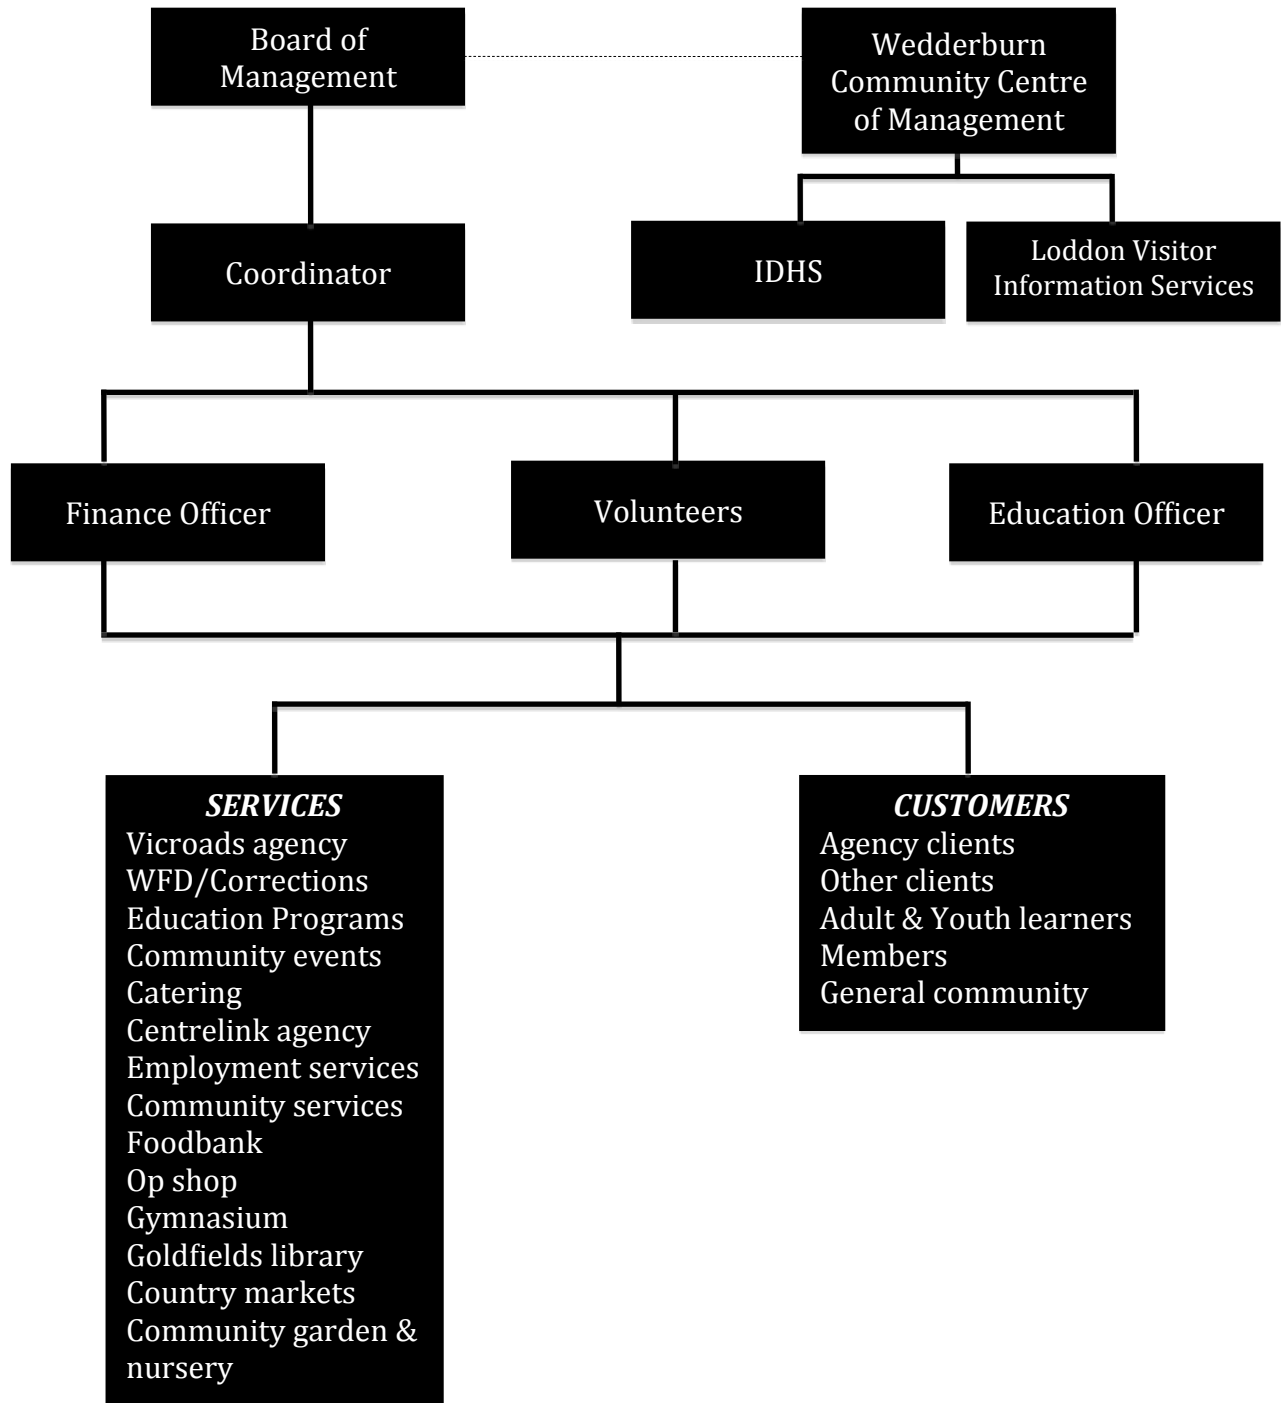 Board of
Management
Wedderburn
Community Centre
of Management
Coordinator
IDHS
Loddon Visitor
Information Services
Finance Officer
Volunteers
Education Officer
SERVICES
Vicroads agency
WFD/Corrections
Education Programs
Community events
Catering
Centrelink agency
Employment services
Community services
Foodbank
Op shop
Gymnasium
Goldfields library
Country markets
Community garden &
nursery
CUSTOMERS
Agency clients
Other clients
Adult & Youth learners
Members
General community